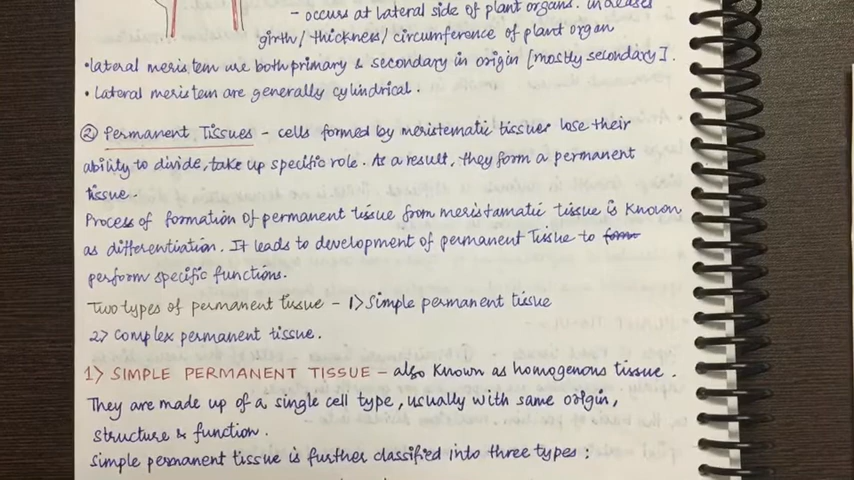 - occurs at lateral side of plant organs. increases
girth/thickness/circumference of plant organ
• lateral meristem are both primary & secondary in origin [mostly secondary].
• lateral meristem are generally cylindrical.
② Permanent Tissues - cells formed by meristematic tissues lose their
ability to divide, take up specific role. As a result, they form a permanent
tissue.
Process of formation of permanent tissue from meristamatic tissue is known
as differentiation. It leads to development of permanent Tissue to form
perform specific functions.
Two types of permanent tissue - 1> Simple permanent tissue
2> Complex permanent tissue.
1> SIMPLE PERMANENT TISSUE - also known as homogenous tissue.
They are made up of a single cell type, usually with same origin,
structure & function.
Simple permanent tissue is further classified into three types: